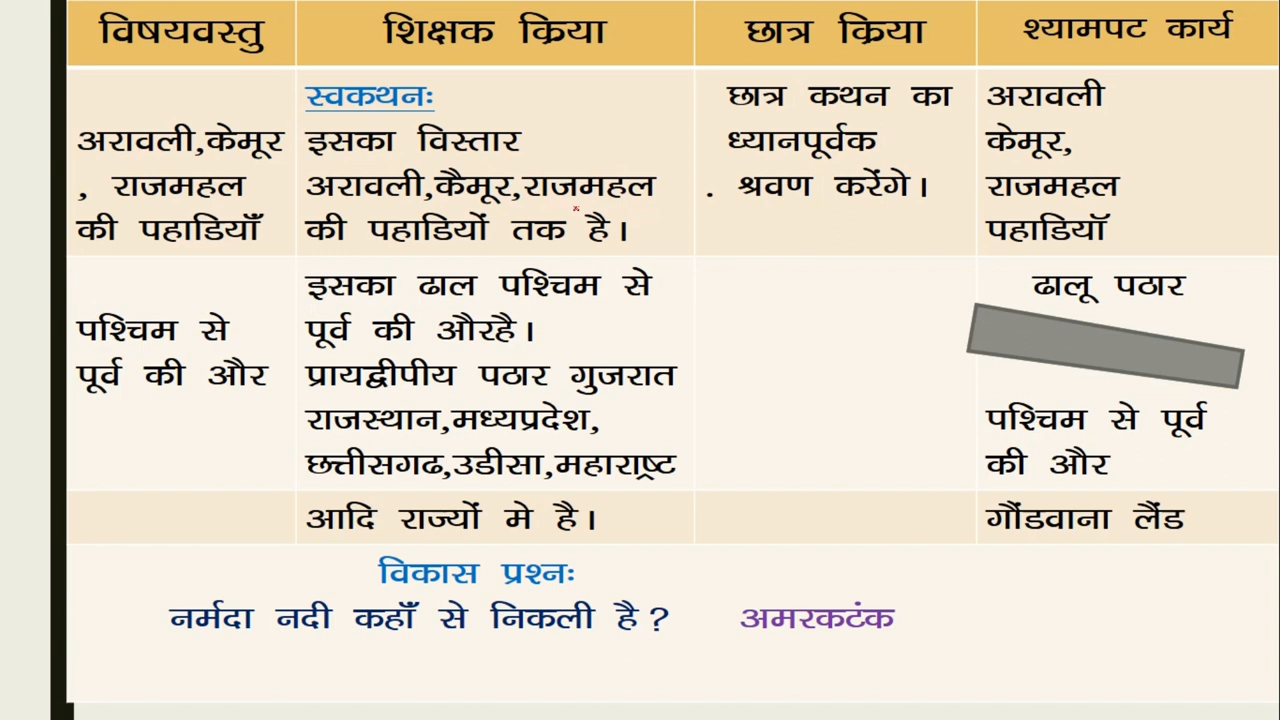 विषयवस्तु शिक्षक क्रिया छात्र क्रिया श्यामपट कार्य
अरावली,केमूर
, राजमहल
की पहाडियाँ
स्वकथनः
इसका विस्तार
अरावली,कैमूर,राजमहल
की पहाडियों तक है।
छात्र कथन का
ध्यानपूर्वक
. श्रवण करेंगे।
अरावली
केमूर,
राजमहल
पहाडियॉ
पश्चिम से
पूर्व की और
इसका ढाल पश्चिम से
पूर्व की औरहै।
प्रायद्वीपीय पठार गुजरात
राजस्थान,मध्यप्रदेश,
छत्तीसगढ,उडीसा,महाराष्ट्र
ढालू पठार
पश्चिम से पूर्व
की और
आदि राज्यों मे है।
गौंडवाना लैंड
विकास प्रश्नः
नर्मदा नदी कहाँ से निकली है? अमरकटंक